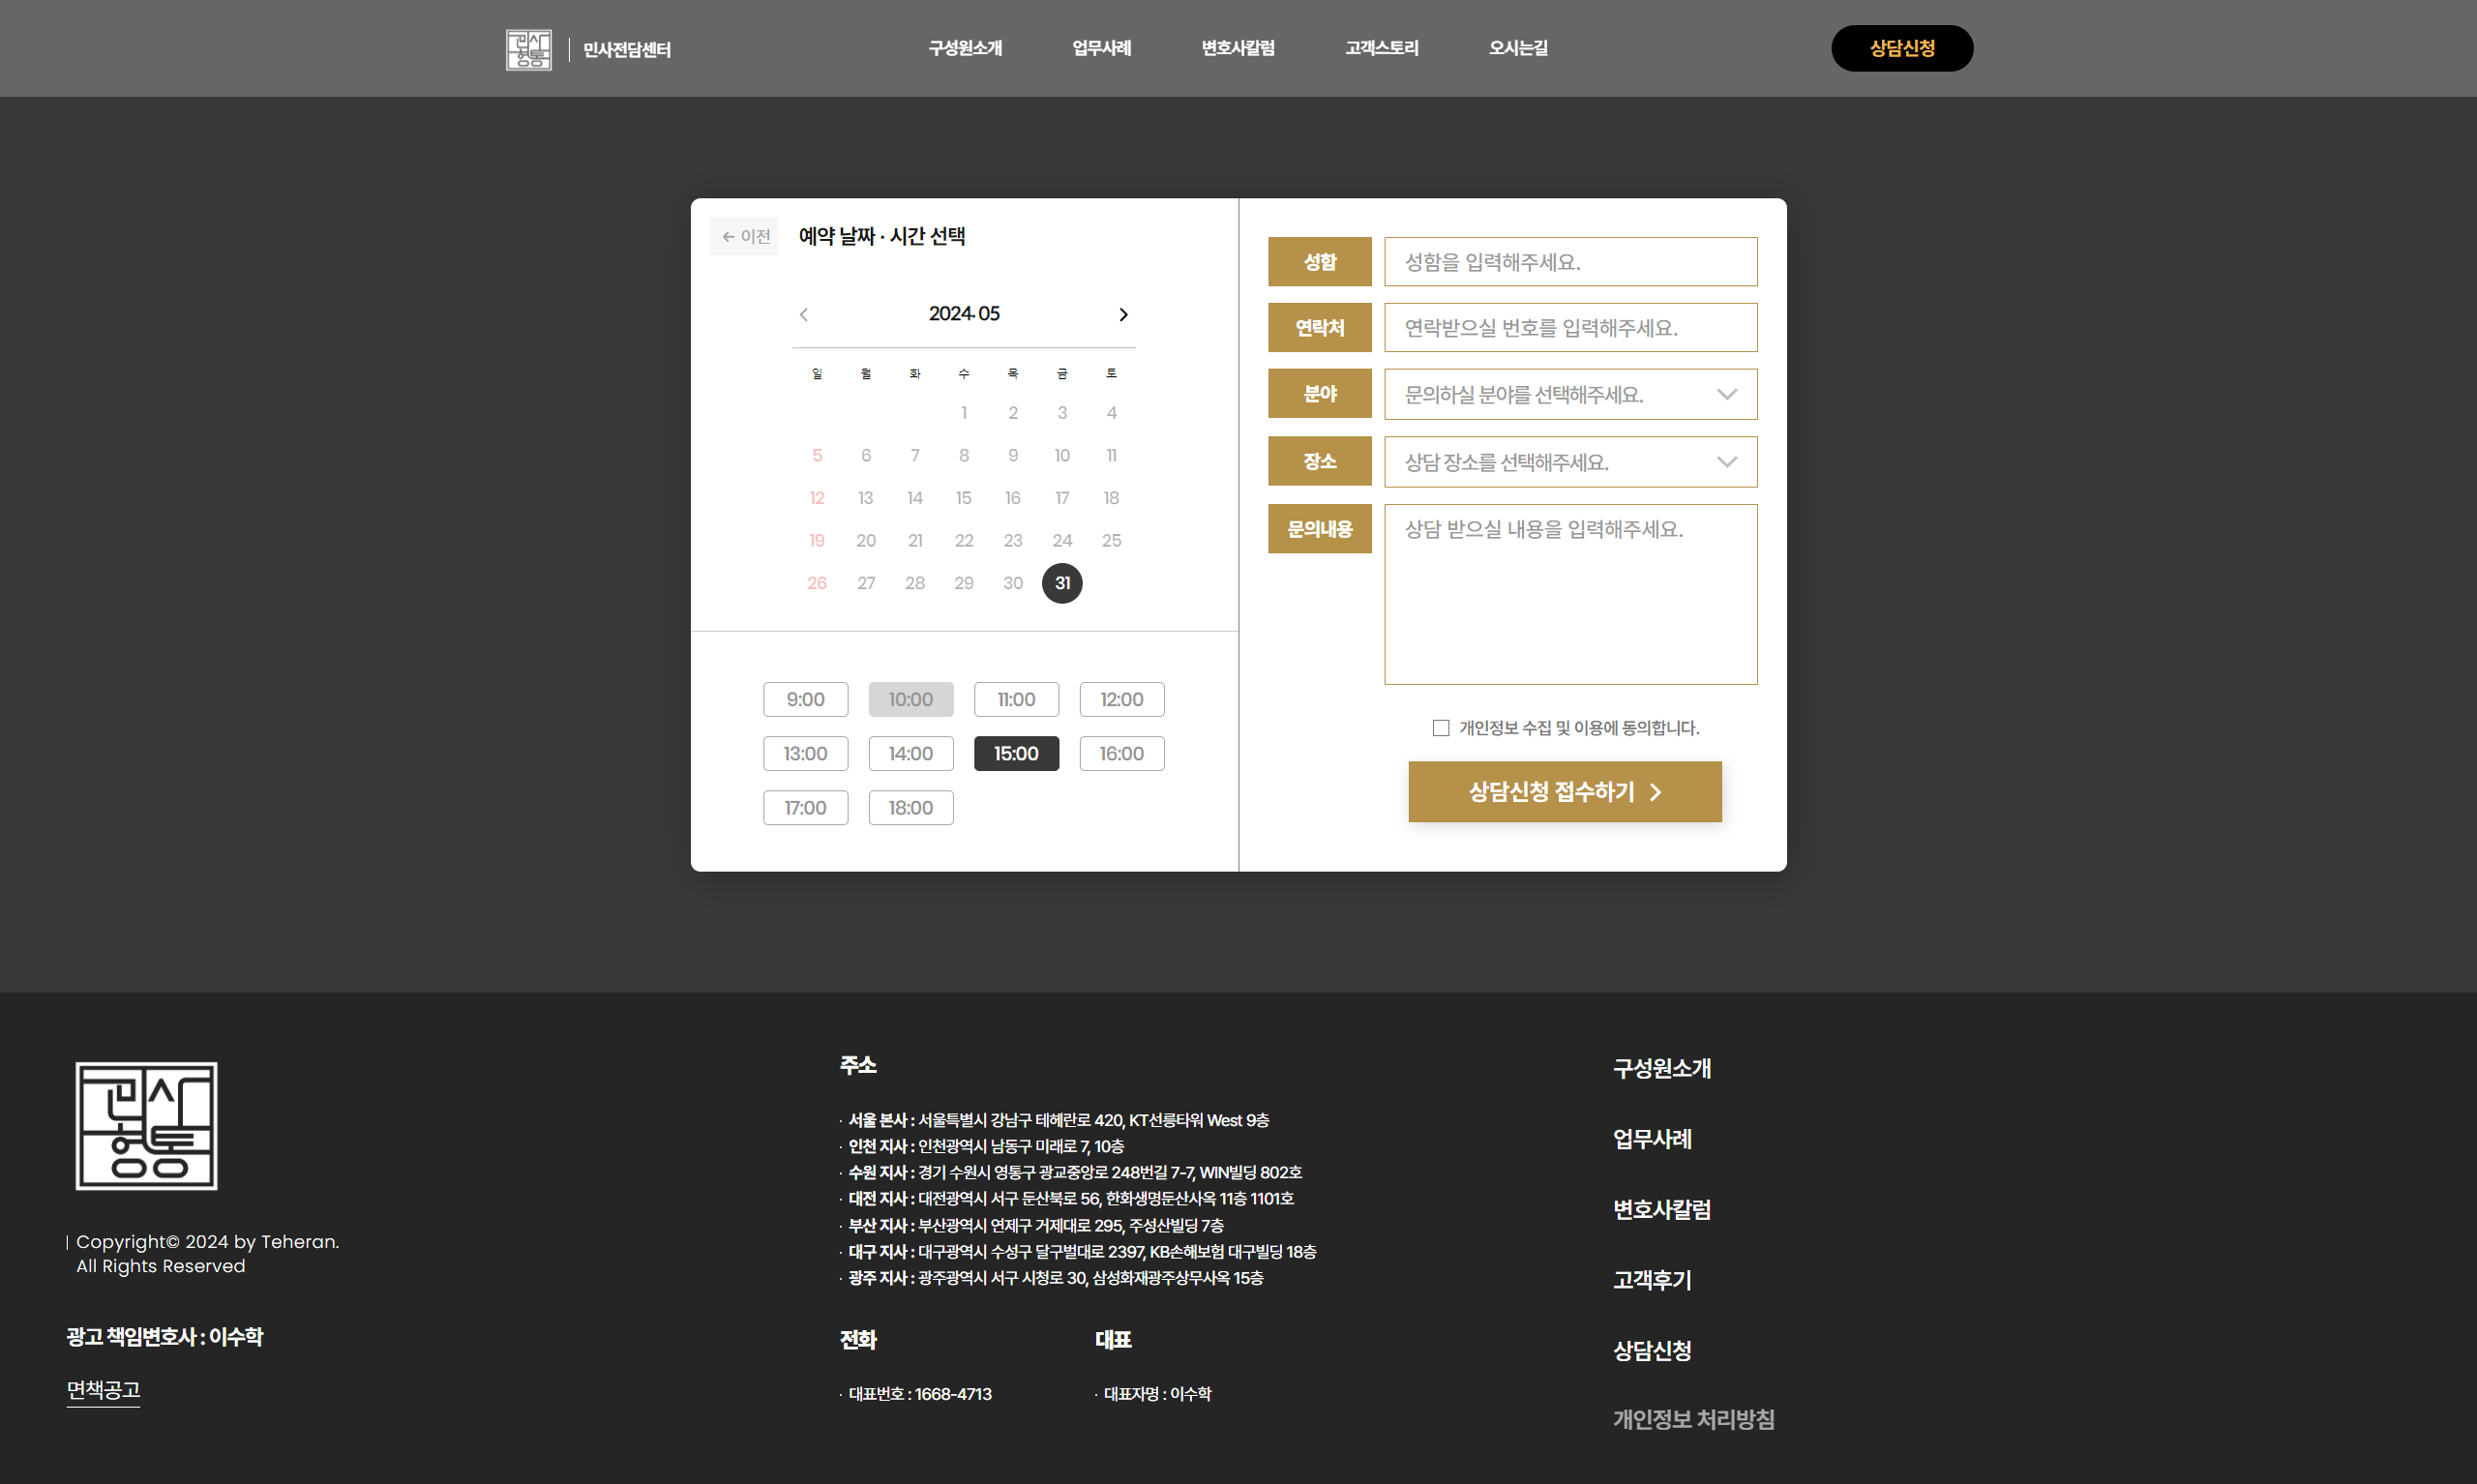 민사봉통
민사전담센터
구성원소개 업무사례 변호사칼럼 고객스토리 오시는길
상담신청
← 이전
예약 날짜 · 시간 선택
2024. 05
일 월 화 수 목 금 토
1 2 3 4
5 6 7 8 9 10 11
12 13 14 15 16 17 18
19 20 21 22 23 24 25
26 27 28 29 30 31
9:00 10:00 11:00 12:00
13:00 14:00 15:00 16:00
17:00 18:00
성함 성함을 입력해주세요.
연락처 연락받으실 번호를 입력해주세요.
분야 문의하실 분야를 선택해주세요.
장소 상담 장소를 선택해주세요.
문의내용 상담 받으실 내용을 입력해주세요.
개인정보 수집 및 이용에 동의합니다.
상담신청 접수하기
민사봉통
Copyright© 2024 by Teheran.
All Rights Reserved
광고 책임변호사 : 이수학
면책공고
주소
· 서울 본사 : 서울특별시 강남구 테헤란로 420, KT선릉타워 West 9층
· 인천 지사 : 인천광역시 남동구 미래로 7, 10층
· 수원 지사 : 경기 수원시 영통구 광교중앙로 248번길 7-7, WIN빌딩 802호
· 대전 지사 : 대전광역시 서구 둔산북로 56, 한화생명둔산사옥 11층 1101호
· 부산 지사 : 부산광역시 연제구 거제대로 295, 주성산빌딩 7층
· 대구 지사 : 대구광역시 수성구 달구벌대로 2397, KB손해보험 대구빌딩 18층
· 광주 지사 : 광주광역시 서구 시청로 30, 삼성화재광주상무사옥 15층
전화
· 대표번호 : 1668-4713
대표
· 대표자명 : 이수학
구성원소개
업무사례
변호사칼럼
고객후기
상담신청
개인정보 처리방침